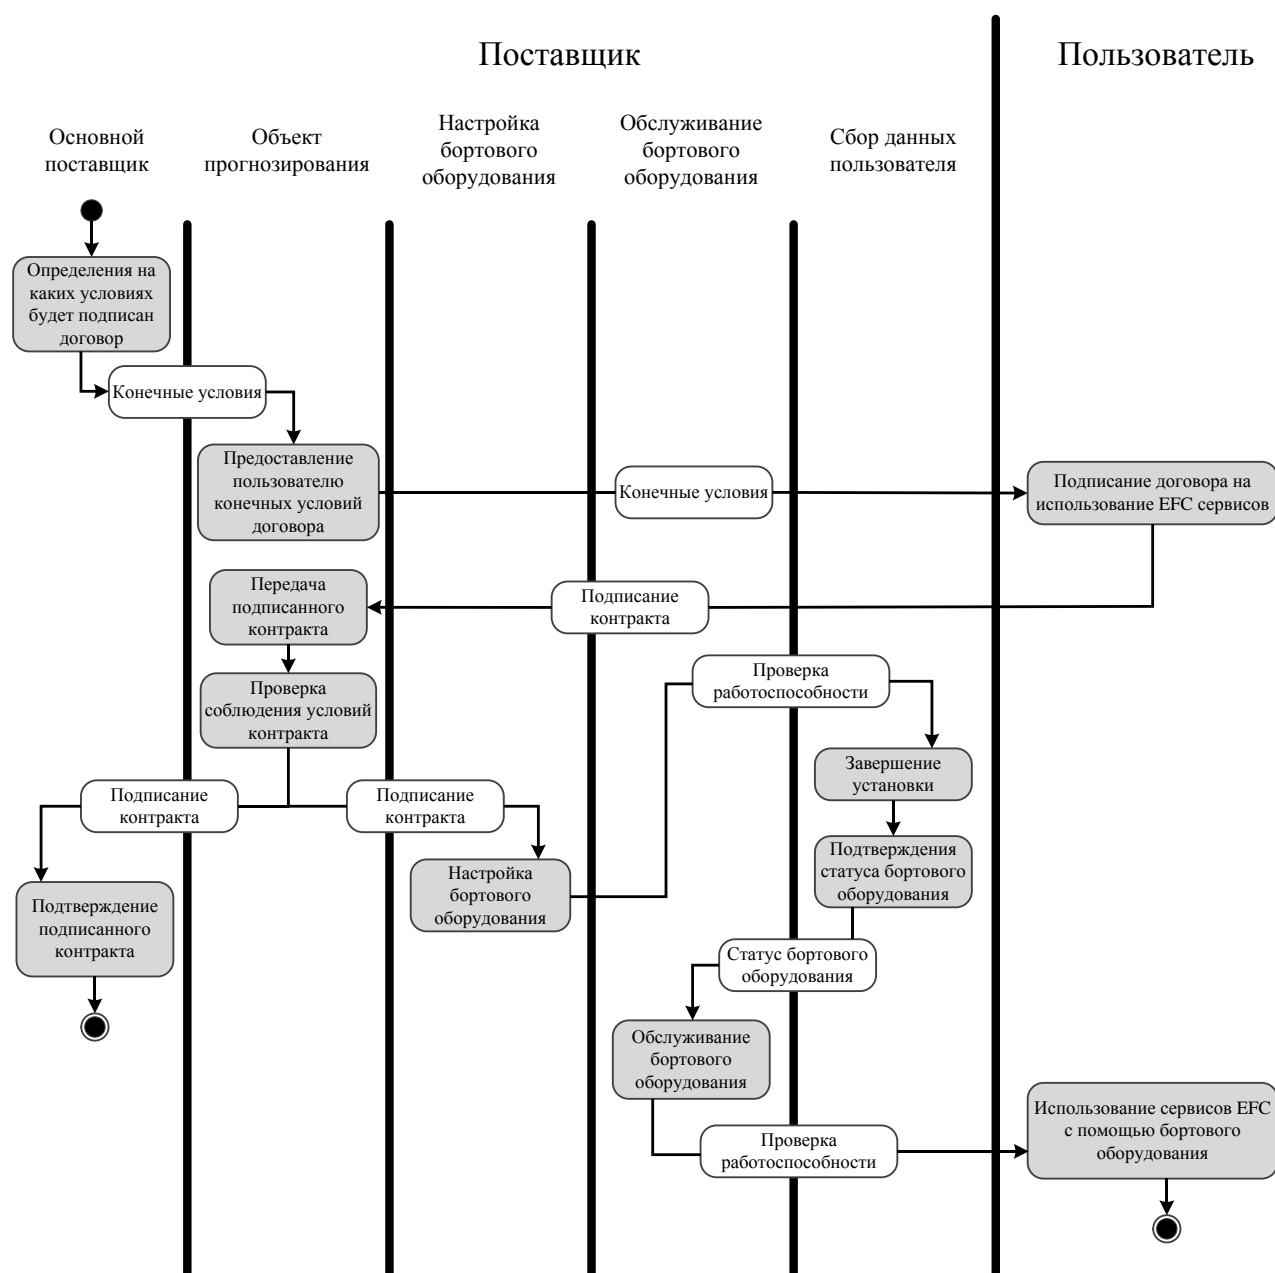 Поставщик
Пользователь
Основной
поставщик
Объект
прогнозирования
Настройка
бортового
оборудования
Обслуживание
бортового
оборудования
Сбор данных
пользователя
Определения на
каких условиях
будет подписан
договор
Конечные условия
Предоставление
пользователю
конечных условий
договора
Конечные условия
Подписание договора на
использование EFC сервисов
Передача
подписанного
контракта
Подписание
контракта
Проверка
соблюдения условий
контракта
Проверка
работоспособности
Завершение
установки
Подписание
контракта
Подписание
контракта
Подтверждения
статуса бортового
оборудования
Настройка
бортового
оборудования
Подтверждение
подписанного
контракта
Статус бортового
оборудования
Обслуживание
бортового
оборудования
Проверка
работоспособности
Использование сервисов EFC
с помощью бортового
оборудования